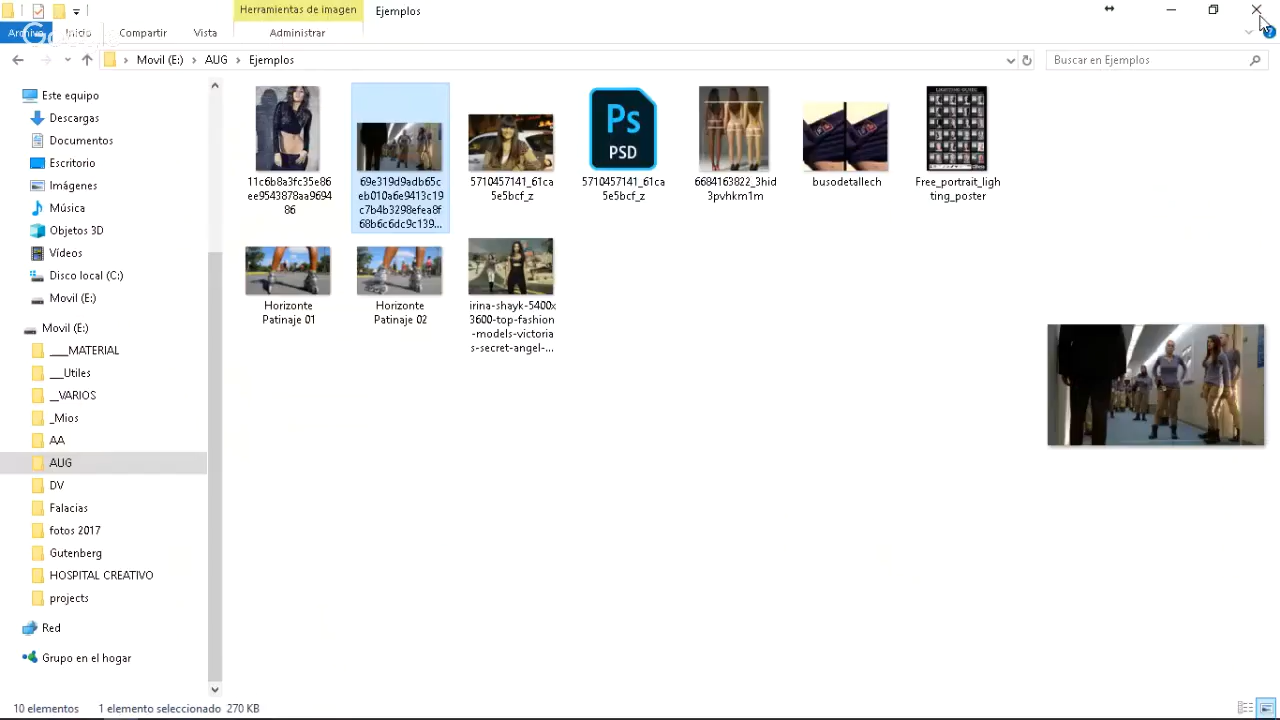 Herramientas de imagen
Ejemplos
Archivo
Inicio
Compartir
Vista
Administrar
Movil (E:)
AUG
Ejemplos
Buscar en Ejemplos
Este equipo
Descargas
Documentos
Escritorio
Imágenes
Música
Objetos 3D
Vídeos
Disco local (C:)
Movil (E:)
Movil (E:)
____MATERIAL
___Utiles
__VARIOS
_Mios
AA
AUG
DV
Falacias
fotos 2017
Gutenberg
HOSPITAL CREATIVO
projects
Red
Grupo en el hogar
11c6b8a3fc35e86
ee9543878aa9694
86
69e319d9adb65c
eb010a6e9413c19
c7b4b3298efea8f
68b6c6dc9c139...
5710457141_61ca
5e5bcf_z
Ps
PSD
5710457141_61ca
5e5bcf_z
6684163822_3hid
3pvhkm1m
busodetallech
Free_portrait_ligh
ting_poster
Horizonte
Patinaje 01
Horizonte
Patinaje 02
irina-shayk-5400x
3600-top-fashion
-models-victoria
s-secret-angel-...
10 elementos
1 elemento seleccionado 270 KB